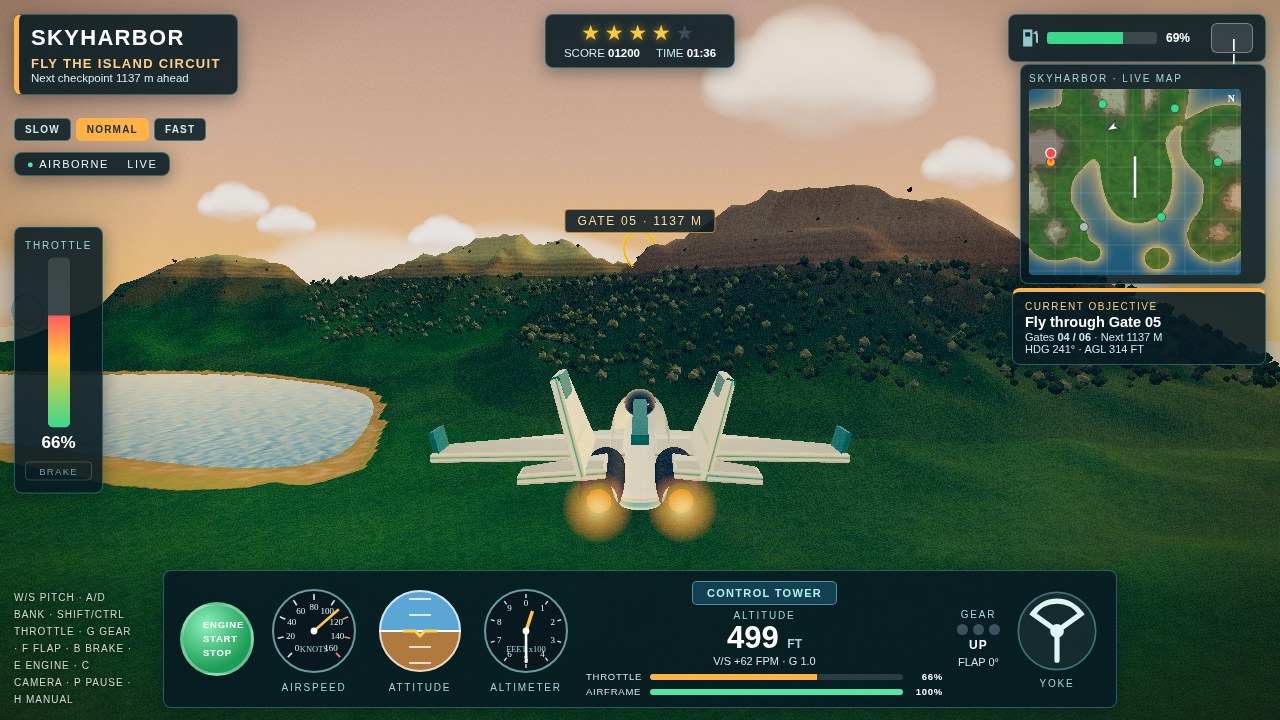 SKYHARBOR
FLY THE ISLAND CIRCUIT
Next checkpoint 1137 m ahead
SLOW NORMAL FAST
● AIRBORNE LIVE
SCORE 01200 TIME 01:36
69%
SKYHARBOR · LIVE MAP
N
GATE 05 · 1137 M
CURRENT OBJECTIVE
Fly through Gate 05
Gates 04 / 06 · Next 1137 M
HDG 241° · AGL 314 FT
THROTTLE
66%
BRAKE
W/S PITCH · A/D
BANK · SHIFT/CTRL
THROTTLE · G GEAR
· F FLAP · B BRAKE ·
E ENGINE · C
CAMERA · P PAUSE ·
H MANUAL
ENGINE
START
STOP
0 20 40 60 80 100 120 140 160
KNOTS
AIRSPEED
ATTITUDE
0 1 2 3 4 6 7 8 9
FEET x100
ALTIMETER
CONTROL TOWER
ALTITUDE
499 FT
V/S +62 FPM · G 1.0
THROTTLE 66%
AIRFRAME 100%
GEAR
UP
FLAP 0°
YOKE